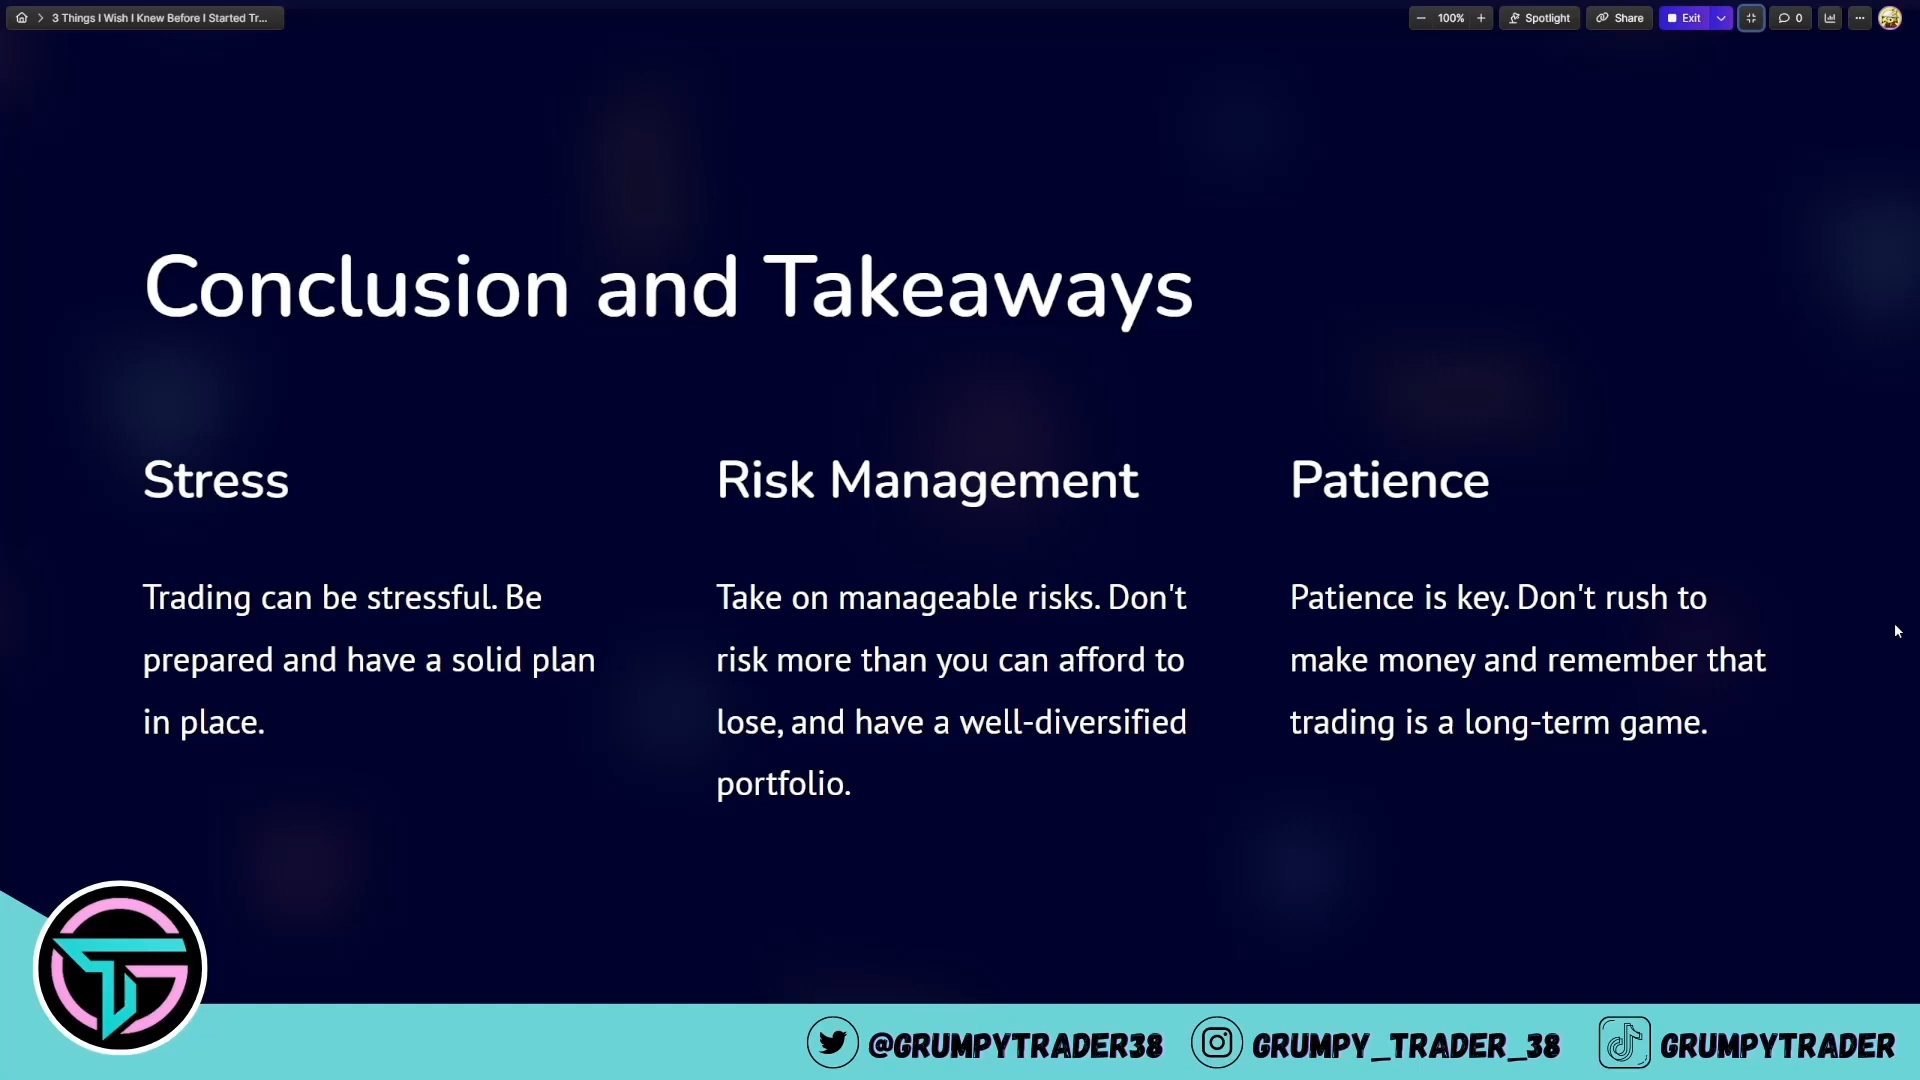 3 Things I Wish I Knew Before I Started Tr...
100%
Spotlight
Share
Exit
0
Conclusion and Takeaways
Stress
Trading can be stressful. Be
prepared and have a solid plan
in place.
Risk Management
Take on manageable risks. Don't
risk more than you can afford to
lose, and have a well-diversified
portfolio.
Patience
Patience is key. Don't rush to
make money and remember that
trading is a long-term game.
@GRUMPYTRADER38
GRUMPY_TRADER_38
GRUMPYTRADER